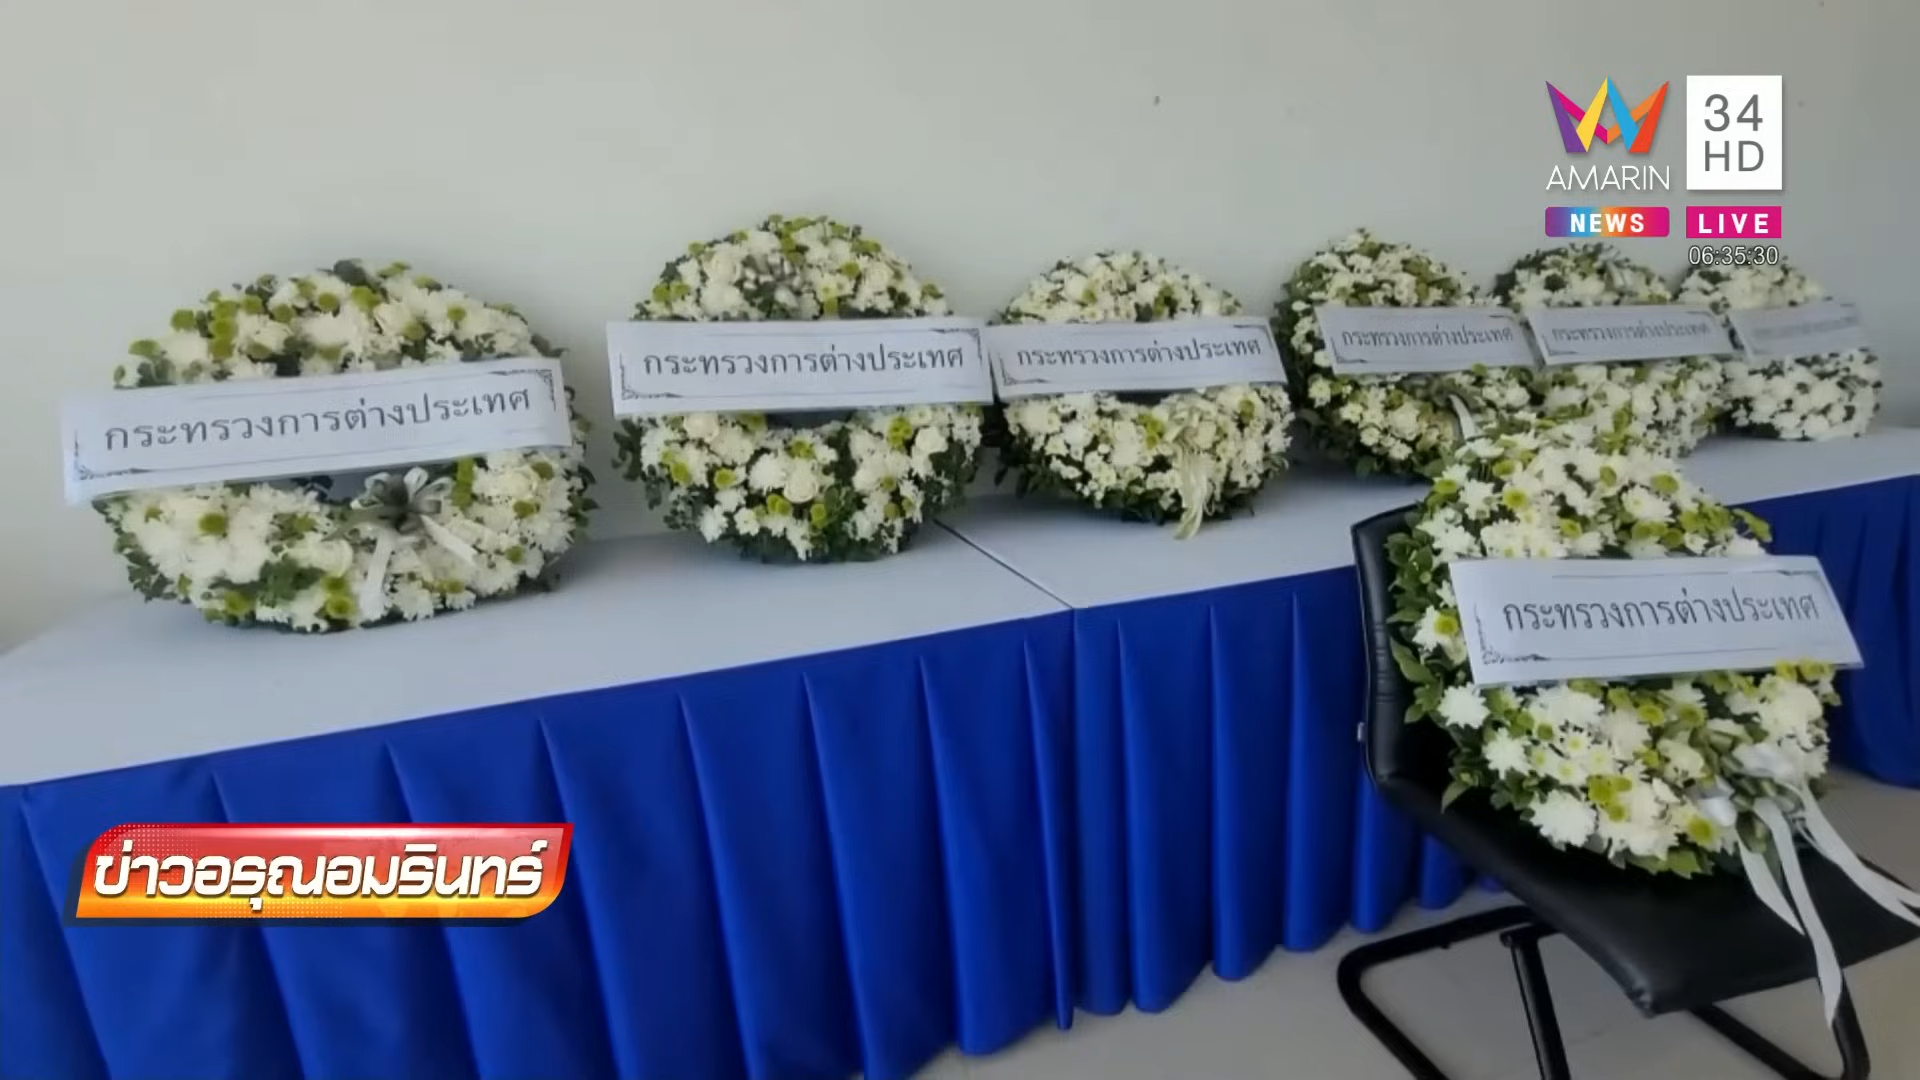 AMARIN
34
HD
NEWS
LIVE
06:35:30
กระทรวงการต่างประเทศ
กระทรวงการต่างประเทศ
กระทรวงการต่างประเทศ
กระทรวงการต่างประเทศ
กระทรวงการต่างประเทศ
กระทรวงการต่างประเทศ
ข่าวอรุณอมรินทร์